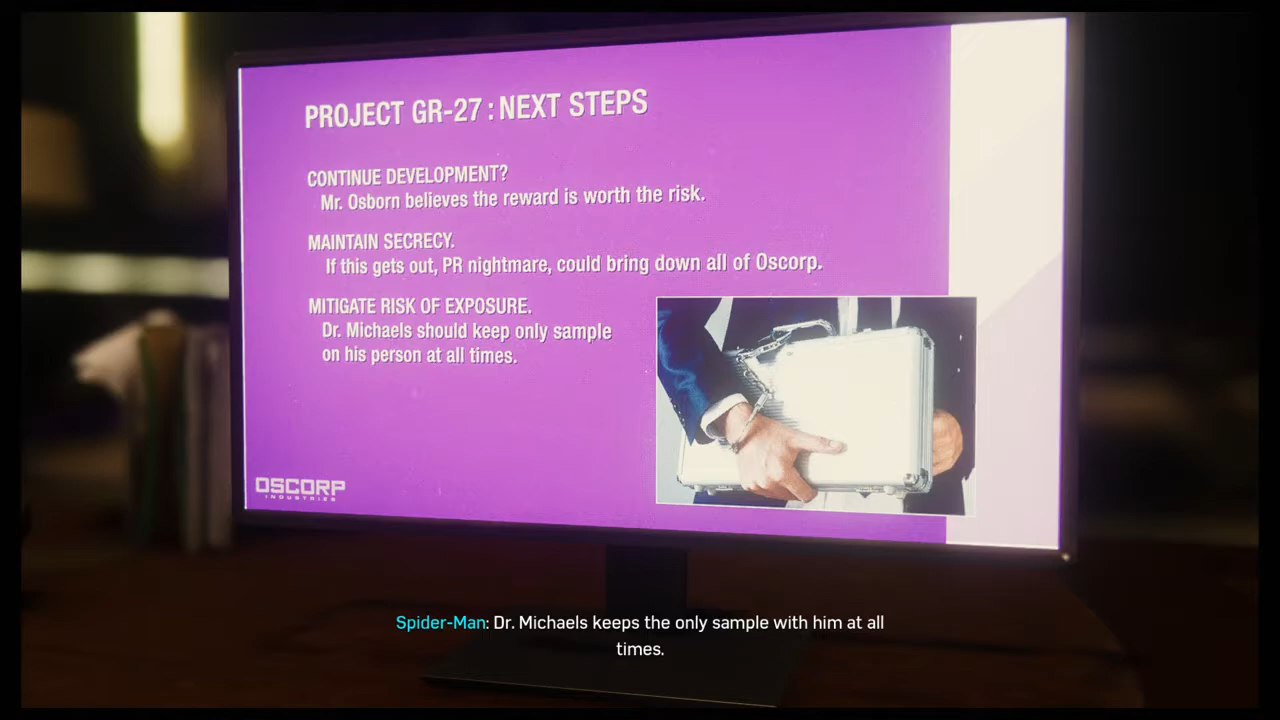 PROJECT GR-27 : NEXT STEPS
CONTINUE DEVELOPMENT?
Mr. Osborn believes the reward is worth the risk.
MAINTAIN SECRECY.
If this gets out, PR nightmare, could bring down all of Oscorp.
MITIGATE RISK OF EXPOSURE.
Dr. Michaels should keep only sample
on his person at all times.
OSCORP
INDUSTRIES
Spider-Man: Dr. Michaels keeps the only sample with him at all
times.